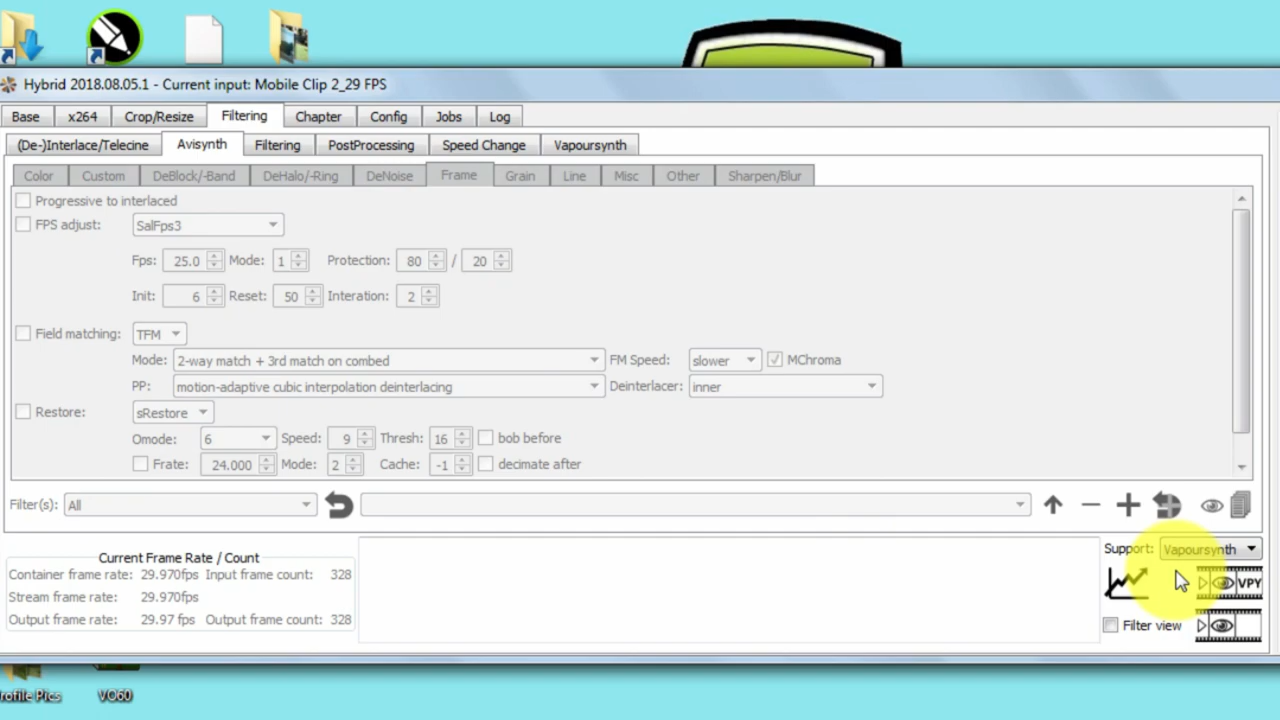 Hybrid 2018.08.05.1 - Current input: Mobile Clip 2_29 FPS
Base x264 Crop/Resize Filtering Chapter Config Jobs Log
(De-)Interlace/Telecine Avisynth Filtering PostProcessing Speed Change Vapoursynth
Color Custom DeBlock/-Band DeHalo/-Ring DeNoise Frame Grain Line Misc Other Sharpen/Blur
Progressive to interlaced
FPS adjust: SalFps3
Fps: 25.0 Mode: 1 Protection: 80 / 20
Init: 6 Reset: 50 Interation: 2
Field matching: TFM
Mode: 2-way match + 3rd match on combed FM Speed: slower MChroma
PP: motion-adaptive cubic interpolation deinterlacing Deinterlacer: inner
Restore: sRestore
Omode: 6 Speed: 9 Thresh: 16 bob before
Frate: 24.000 Mode: 2 Cache: -1 decimate after
Filter(s): All
Current Frame Rate / Count
Container frame rate: 29.970fps Input frame count: 328
Stream frame rate: 29.970fps
Output frame rate: 29.97 fps Output frame count: 328
Support: Vapoursynth
VPY
Filter view
rofile Pics VO60